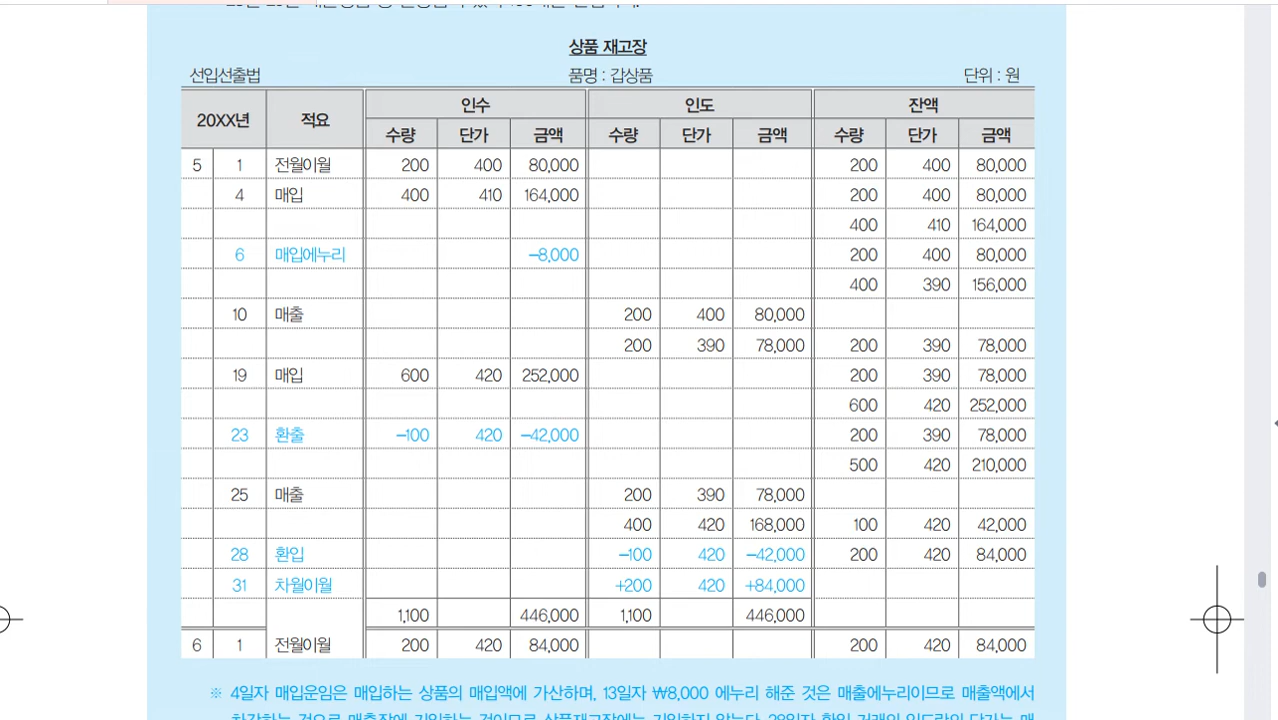 상품 재고장
선입선출법 품명 : 갑상품 단위 : 원
20XX년 적요 인수 인도 잔액
수량 단가 금액 수량 단가 금액 수량 단가 금액
5 1 전월이월 200 400 80,000 200 400 80,000
4 매입 400 410 164,000 200 400 80,000
400 410 164,000
6 매입에누리 −8,000 200 400 80,000
400 390 156,000
10 매출 200 400 80,000
200 390 78,000 200 390 78,000
19 매입 600 420 252,000 200 390 78,000
600 420 252,000
23 환출 −100 420 −42,000 200 390 78,000
500 420 210,000
25 매출 200 390 78,000
400 420 168,000 100 420 42,000
28 환입 −100 420 −42,000 200 420 84,000
31 차월이월 +200 420 +84,000
1,100 446,000 1,100 446,000
6 1 전월이월 200 420 84,000 200 420 84,000
※ 4일자 매입운임은 매입하는 상품의 매입액에 가산하며, 13일자 ₩8,000 에누리 해준 것은 매출에누리이므로 매출액에서